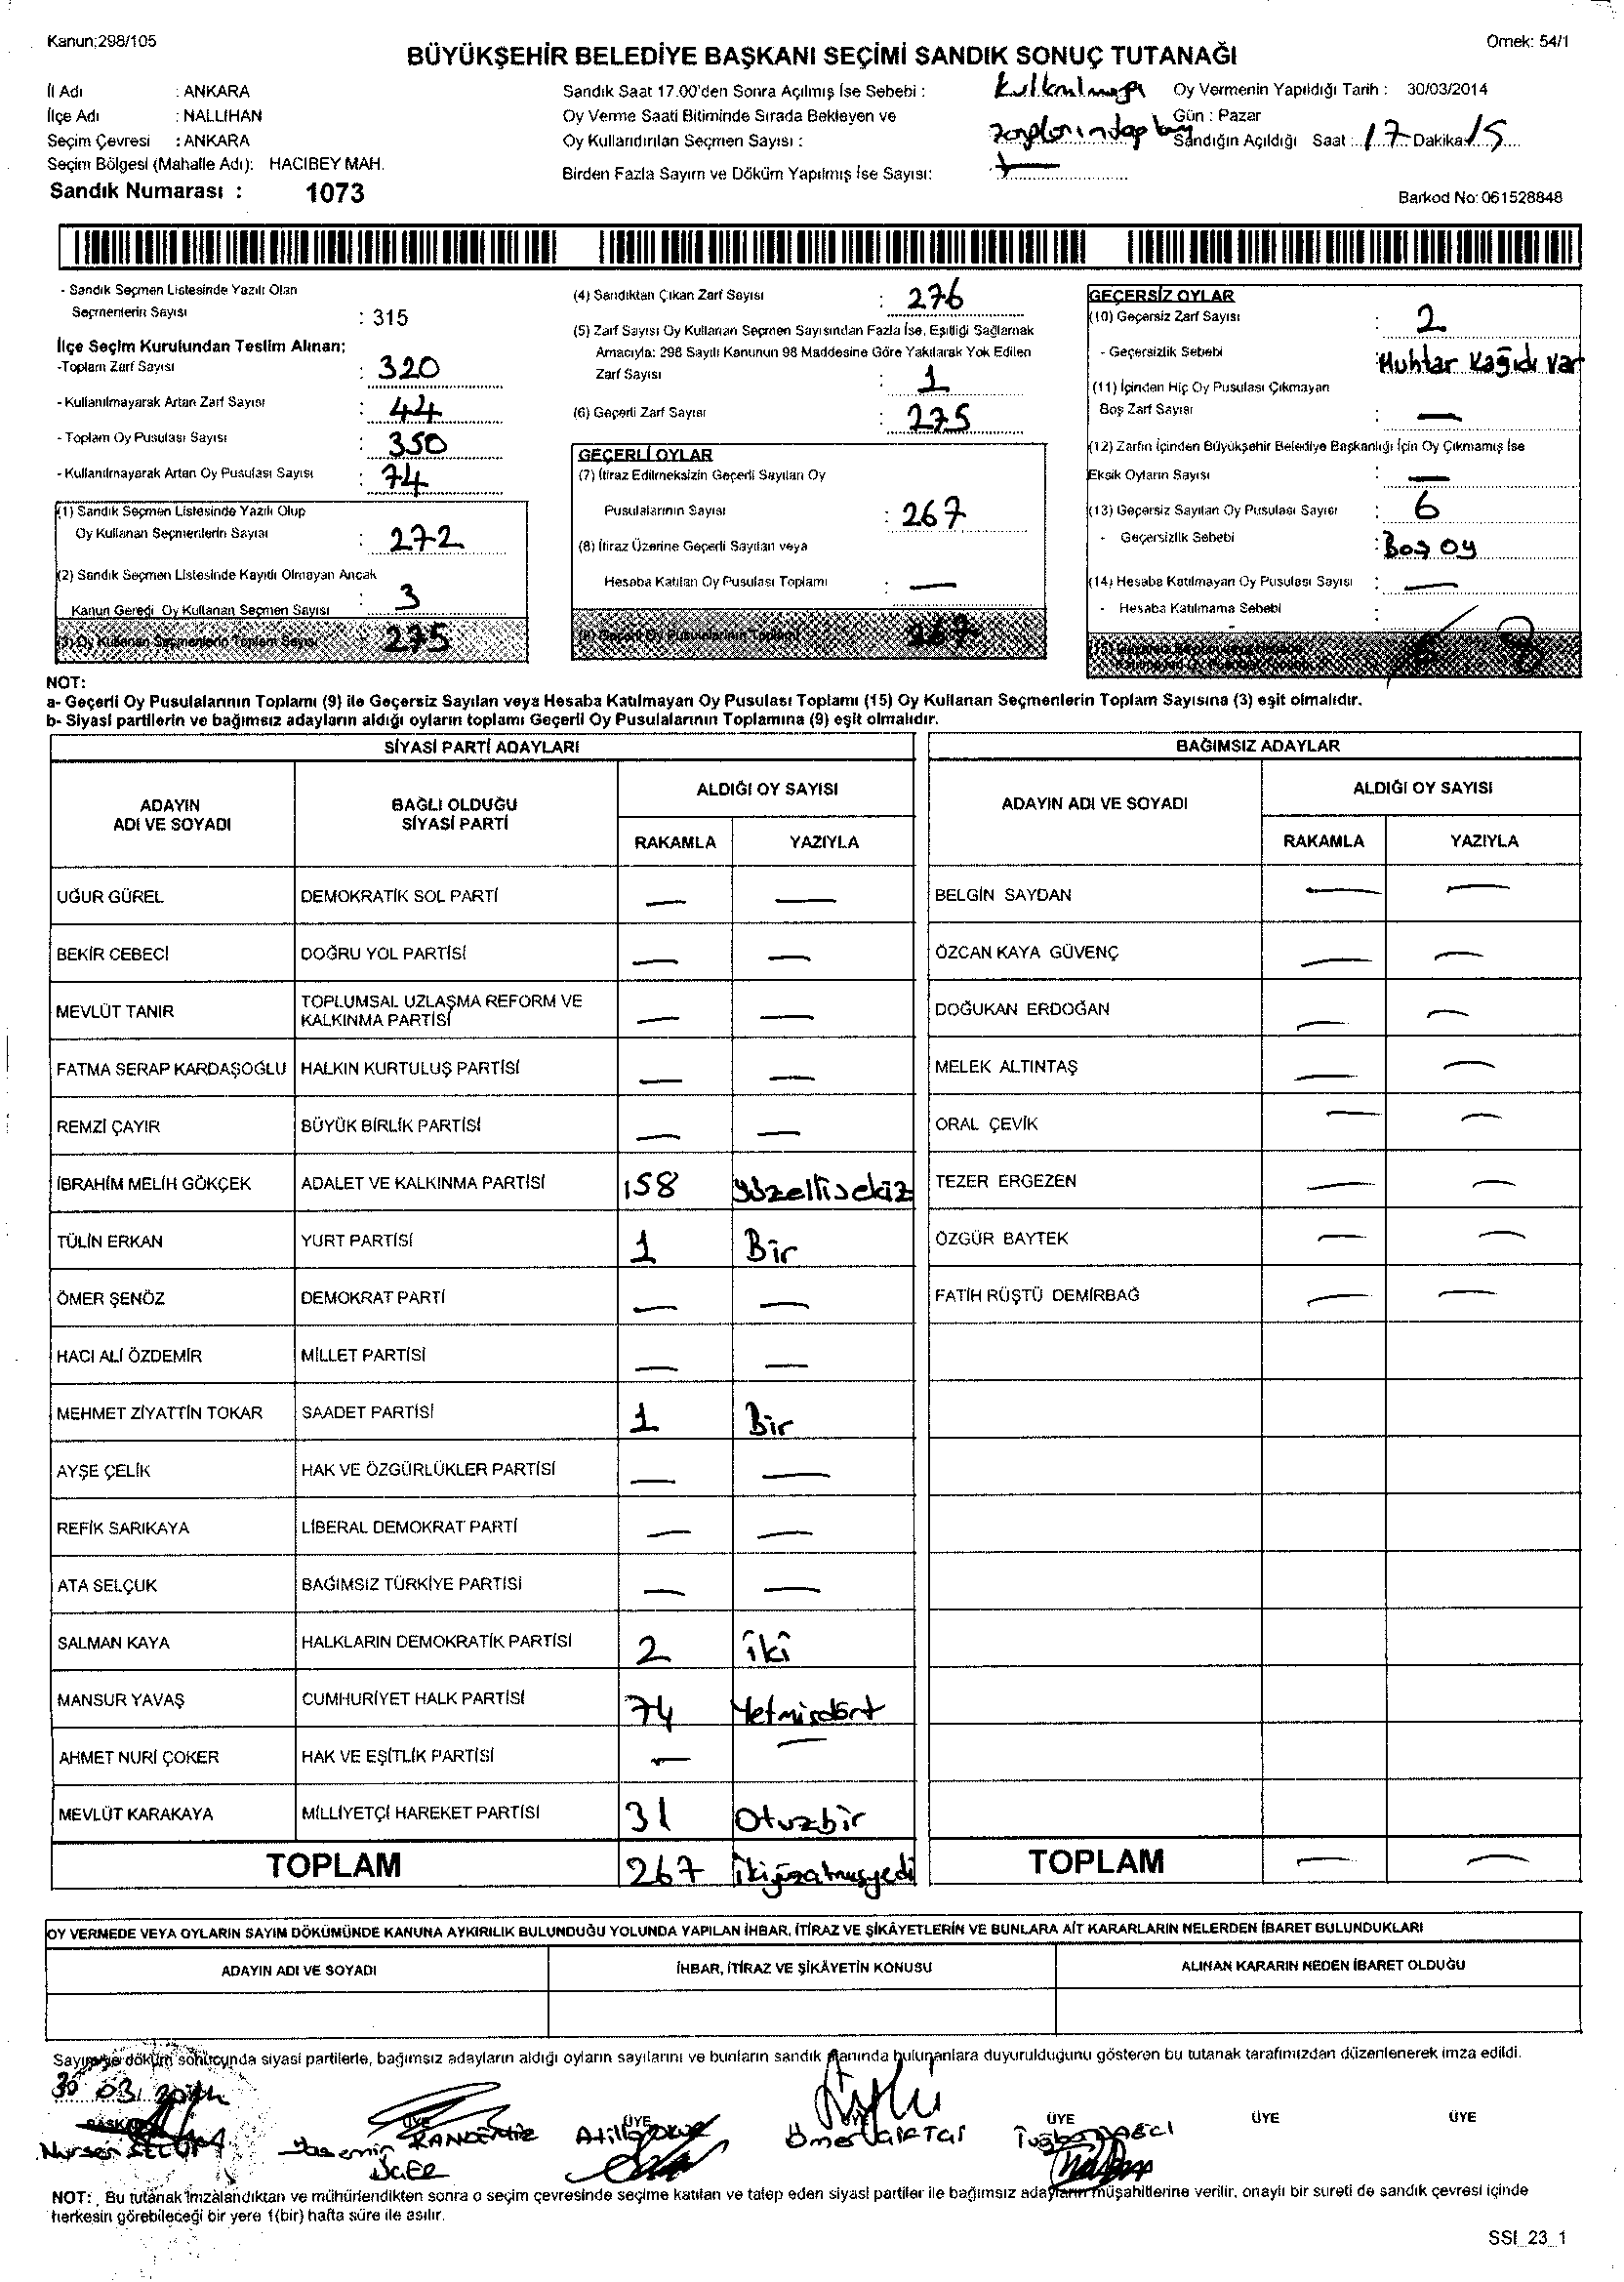 Kanun:298/105
Örnek: 54/1
BÜYÜKŞEHİR BELEDİYE BAŞKANI SEÇİMİ SANDIK SONUÇ TUTANAĞI
İl Adı : ANKARA
İlçe Adı : NALLIHAN
Seçim Çevresi : ANKARA
Seçim Bölgesi (Mahalle Adı): HACIBEY MAH.
Sandık Numarası : 1073
Sandık Saat 17.00'den Sonra Açılmış İse Sebebi :
Oy Verme Saati Bitiminde Sırada Bekleyen ve
Oy Kullandırılan Seçmen Sayısı :
Birden Fazla Sayım ve Döküm Yapılmış İse Sayısı:
Oy Vermenin Yapıldığı Tarih : 30/03/2014
Gün : Pazar
Sandığın Açıldığı Saat : 17 Dakika 15
Barkod No: 061528848
- Sandık Seçmen Listesinde Yazılı Olan
Seçmenlerin Sayısı : 315
İlçe Seçim Kurulundan Teslim Alınan;
-Toplam Zarf Sayısı : 320
- Kullanılmayarak Artan Zarf Sayısı : 44
- Toplam Oy Pusulası Sayısı : 350
- Kullanılmayarak Artan Oy Pusulası Sayısı : 74
(1) Sandık Seçmen Listesinde Yazılı Olup
Oy Kullanan Seçmenlerin Sayısı : 272
(2) Sandık Seçmen Listesinde Kayıtlı Olmayan Ancak
Kanun Gereği Oy Kullanan Seçmen Sayısı : 3
(3) Oy Kullanan Seçmenlerin Toplam Sayısı 275
(4) Sandıktan Çıkan Zarf Sayısı : 276
(5) Zarf Sayısı Oy Kullanan Seçmen Sayısından Fazla İse, Eşitliği Sağlamak
Amacıyla: 298 Sayılı Kanunun 98 Maddesine Göre Yakılarak Yok Edilen
Zarf Sayısı : 1
(6) Geçerli Zarf Sayısı : 275
GEÇERLİ OYLAR
(7) İtiraz Edilmeksizin Geçerli Sayılan Oy
Pusulalarının Sayısı : 267
(8) İtiraz Üzerine Geçerli Sayılan veya
Hesaba Katılan Oy Pusulası Toplamı : —
(9) Geçerli Oy Pusulalarının Toplamı 267
GEÇERSİZ OYLAR
(10) Geçersiz Zarf Sayısı : 2
- Geçersizlik Sebebi : Muhtar Kağıdı var
(11) İçinden Hiç Oy Pusulası Çıkmayan
Boş Zarf Sayısı : —
(12) Zarfın İçinden Büyükşehir Belediye Başkanlığı İçin Oy Çıkmamış İse
Eksik Oyların Sayısı : —
(13) Geçersiz Sayılan Oy Pusulası Sayısı : 6
- Geçersizlik Sebebi : Boş oy
(14) Hesaba Katılmayan Oy Pusulası Sayısı : —
- Hesaba Katılmama Sebebi :
8
NOT:
a- Geçerli Oy Pusulalarının Toplamı (9) ile Geçersiz Sayılan veya Hesaba Katılmayan Oy Pusulası Toplamı (15) Oy Kullanan Seçmenlerin Toplam Sayısına (3) eşit olmalıdır.
b- Siyasi partilerin ve bağımsız adayların aldığı oyların toplamı Geçerli Oy Pusulalarının Toplamına (9) eşit olmalıdır.
SİYASİ PARTİ ADAYLARI
ADAYIN ADI VE SOYADI BAĞLI OLDUĞU SİYASİ PARTİ ALDIĞI OY SAYISI
RAKAMLA YAZIYLA
UĞUR GÜREL DEMOKRATİK SOL PARTİ — —
BEKİR CEBECİ DOĞRU YOL PARTİSİ — —
MEVLÜT TANIR TOPLUMSAL UZLAŞMA REFORM VE KALKINMA PARTİSİ — —
FATMA SERAP KARDAŞOĞLU HALKIN KURTULUŞ PARTİSİ — —
REMZİ ÇAYIR BÜYÜK BİRLİK PARTİSİ — —
İBRAHİM MELİH GÖKÇEK ADALET VE KALKINMA PARTİSİ 158 Yüzellisekiz
TÜLİN ERKAN YURT PARTİSİ 1 Bir
ÖMER ŞENÖZ DEMOKRAT PARTİ — —
HACI ALİ ÖZDEMİR MİLLET PARTİSİ — —
MEHMET ZİYATTİN TOKAR SAADET PARTİSİ 1 Bir
AYŞE ÇELİK HAK VE ÖZGÜRLÜKLER PARTİSİ — —
REFİK SARIKAYA LİBERAL DEMOKRAT PARTİ — —
ATA SELÇUK BAĞIMSIZ TÜRKİYE PARTİSİ — —
SALMAN KAYA HALKLARIN DEMOKRATİK PARTİSİ 2 iki
MANSUR YAVAŞ CUMHURİYET HALK PARTİSİ 74 Yetmişdört
AHMET NURİ ÇOKER HAK VE EŞİTLİK PARTİSİ — —
MEVLÜT KARAKAYA MİLLİYETÇİ HAREKET PARTİSİ 31 Otuzbir
TOPLAM 267 ikiyüzatmışyedi
BAĞIMSIZ ADAYLAR
ADAYIN ADI VE SOYADI ALDIĞI OY SAYISI
RAKAMLA YAZIYLA
BELGİN SAYDAN — —
ÖZCAN KAYA GÜVENÇ — —
DOĞUKAN ERDOĞAN — —
MELEK ALTINTAŞ — —
ORAL ÇEVİK — —
TEZER ERGEZEN — —
ÖZGÜR BAYTEK — —
FATİH RÜŞTÜ DEMİRBAĞ — —
TOPLAM — —
OY VERMEDE VEYA OYLARIN SAYIM DÖKÜMÜNDE KANUNA AYKIRILIK BULUNDUĞU YOLUNDA YAPILAN İHBAR, İTİRAZ VE ŞİKÂYETLERİN VE BUNLARA AİT KARARLARIN NELERDEN İBARET BULUNDUKLARI
ADAYIN ADI VE SOYADI İHBAR, İTİRAZ VE ŞİKÂYETİN KONUSU ALINAN KARARIN NEDEN İBARET OLDUĞU
Sayım ve döküm sonucunda siyasi partilerle, bağımsız adayların aldığı oyların sayılarını ve bunların sandık alanında bulunanlara duyurulduğunu gösteren bu tutanak tarafımızdan düzenlenerek imza edildi.
30 03. 2014
BAŞKAN ÜYE ÜYE ÜYE ÜYE ÜYE ÜYE
Yasemin
NOT: Bu tutanak imzalandıktan ve mühürlendikten sonra o seçim çevresinde seçime katılan ve talep eden siyasi partiler ile bağımsız adayların müşahitlerine verilir, onaylı bir sureti de sandık çevresi içinde
herkesin görebileceği bir yere 1(bir) hafta süre ile asılır.
SSI_23_1